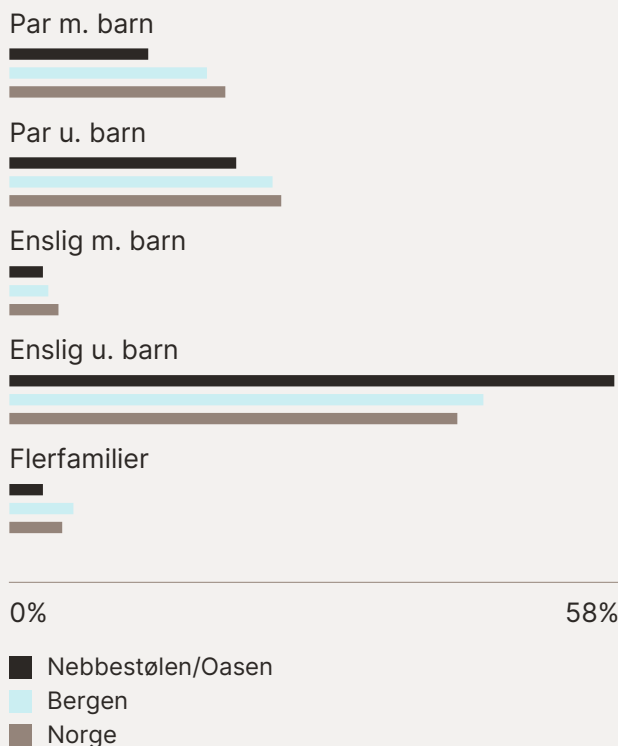 Par m. barn
Par u. barn
Enslig m. barn
Enslig u. barn
Flerfamilier
0%
58%
Nebbestølen/Oasen
Bergen
Norge